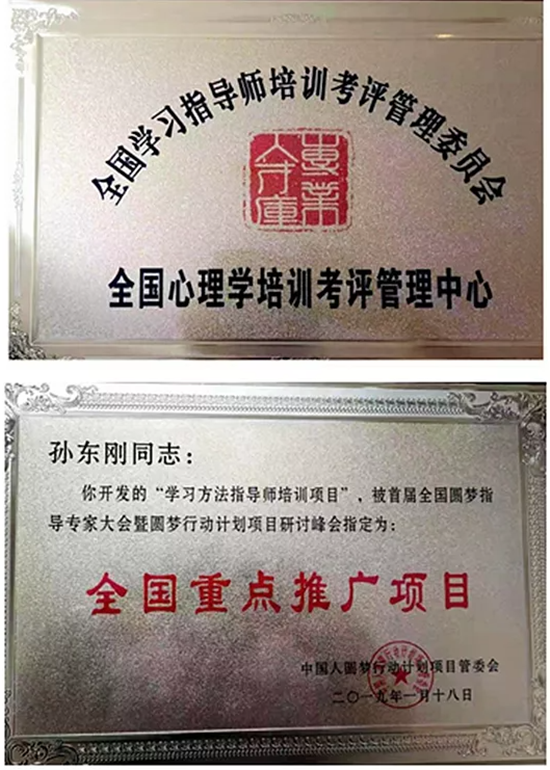 全国学习指导师培训考评管理委员会
全国心理学培训考评管理中心
孙东刚同志：
你开发的“学习方法指导师培训项目”，被首届全国圆梦指
导专家大会暨圆梦行动计划项目研讨峰会指定为：
全国重点推广项目
中国人圆梦行动计划项目管委会
二〇一九年一月十八日